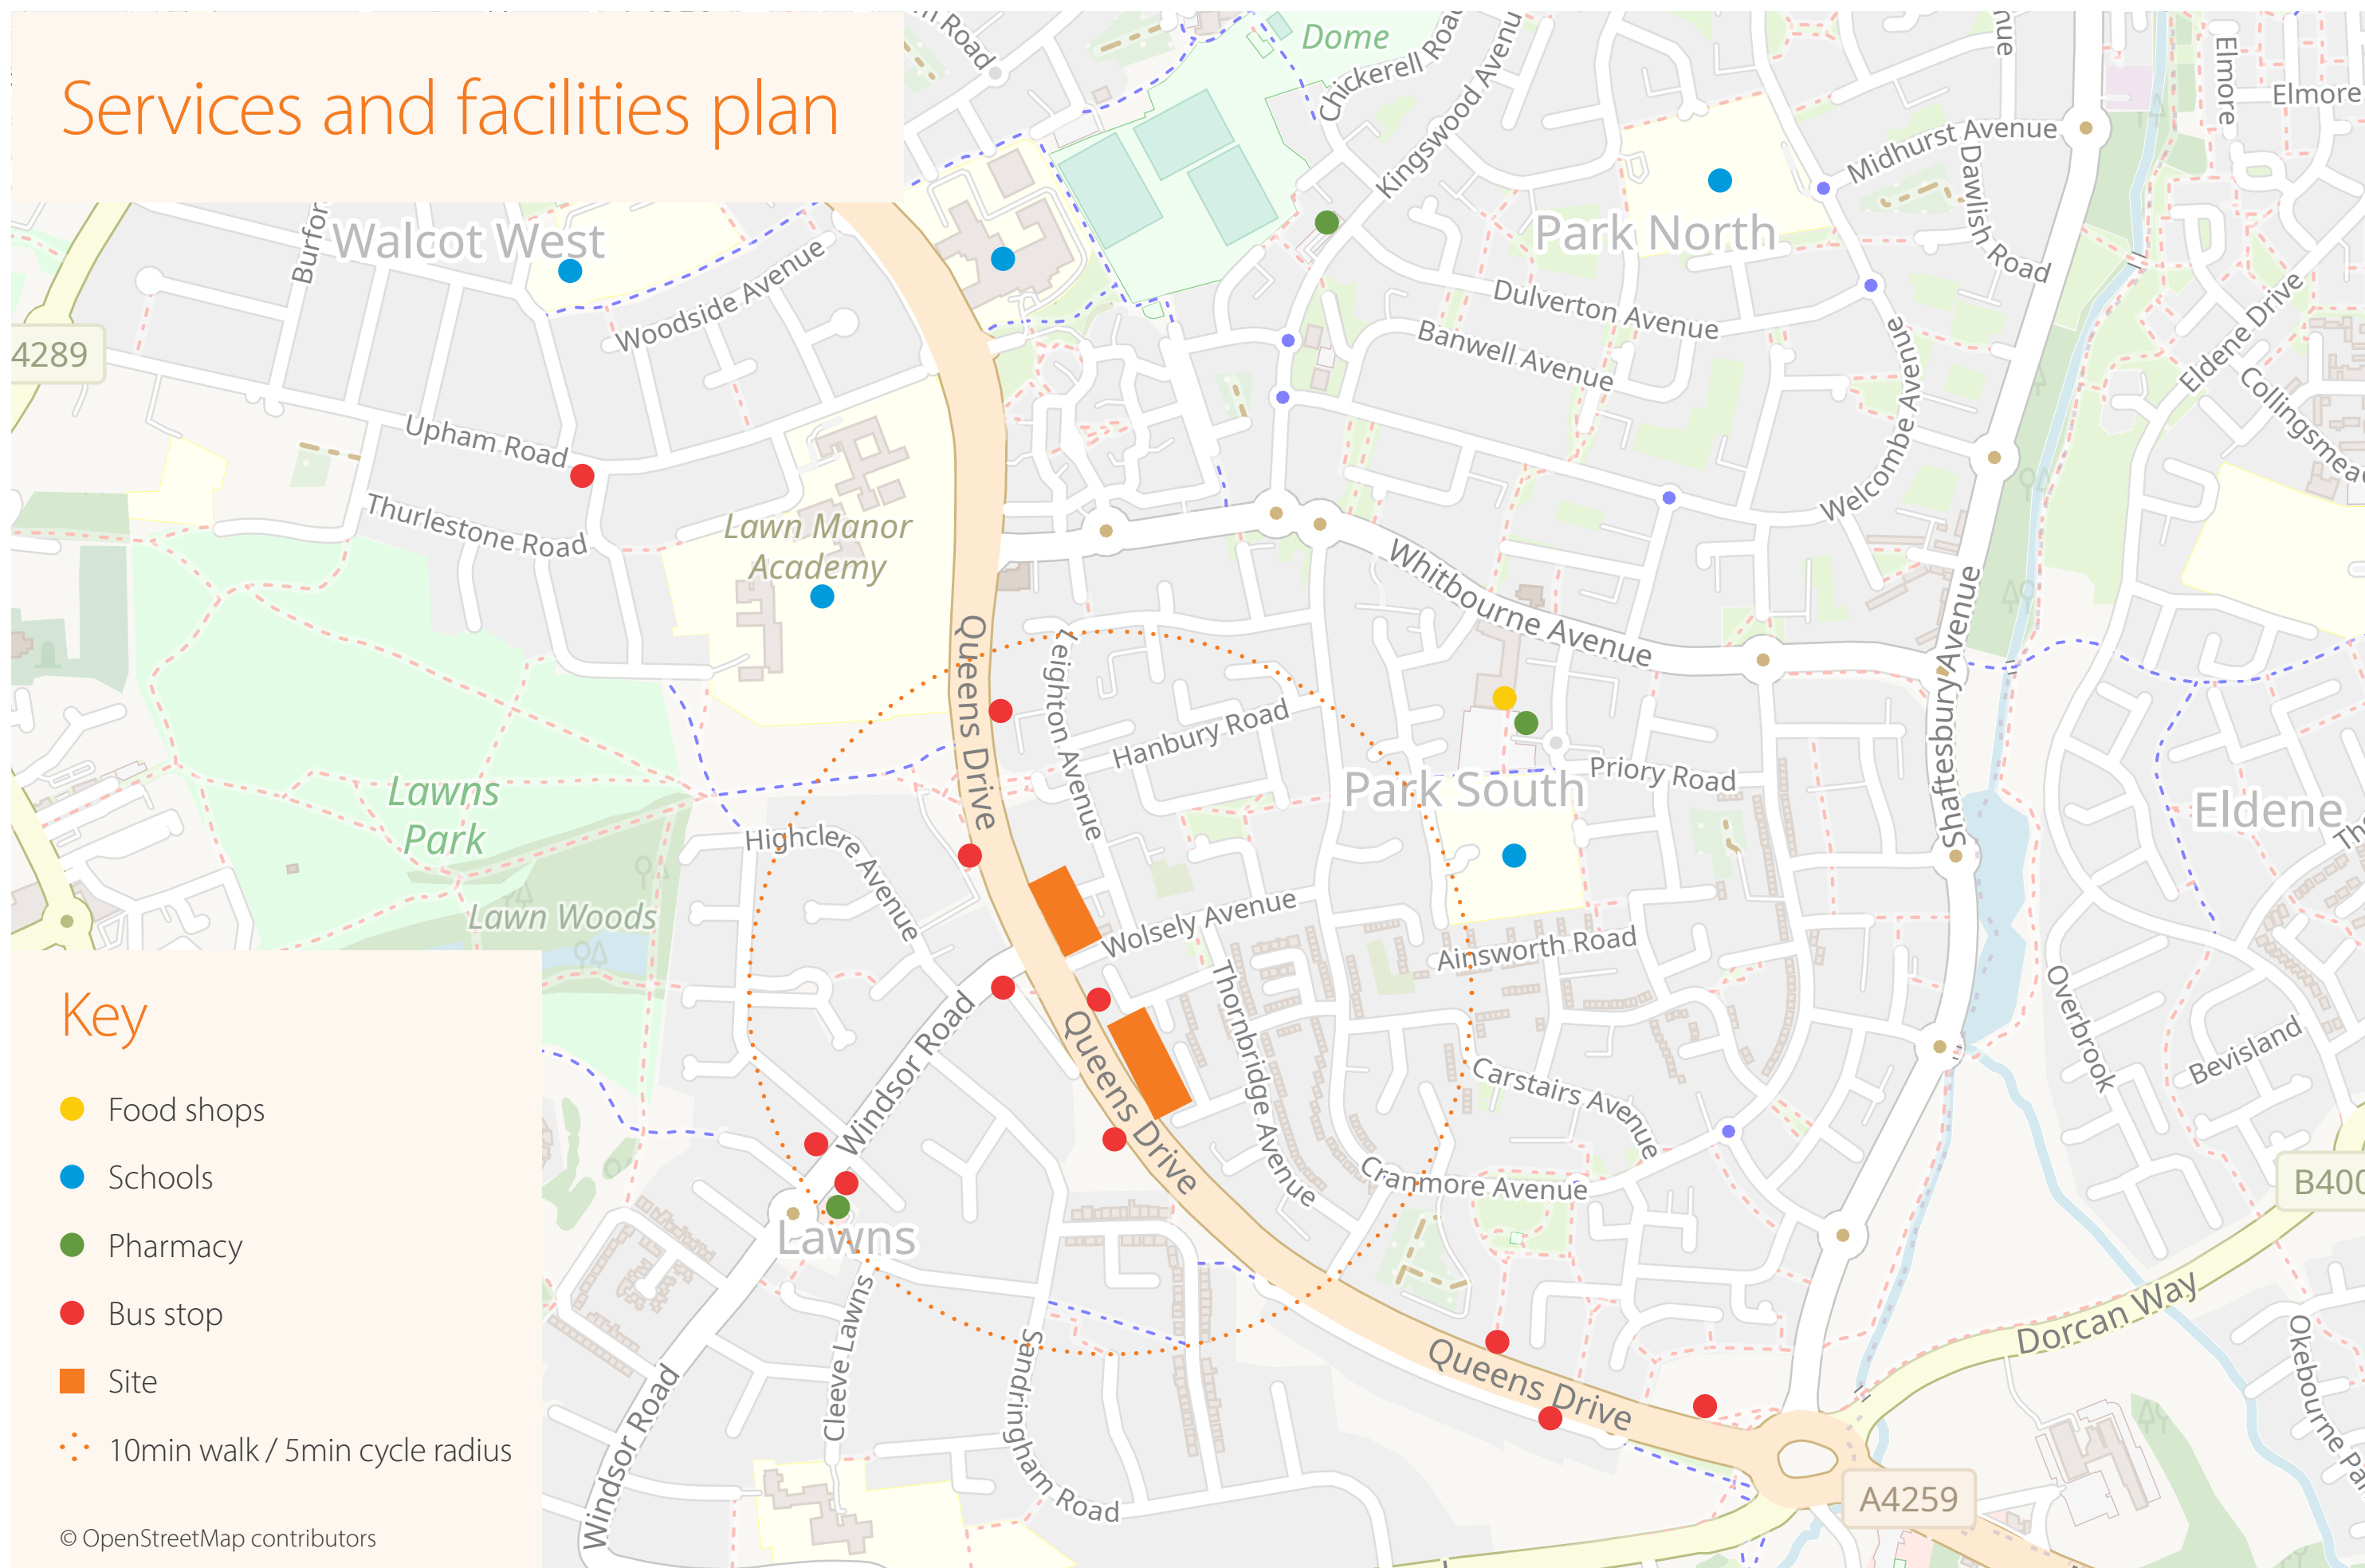 Services and facilities plan
Dome
Chickerell Road
Kingswood Avenu
Elmore
Elmore
Midhurst Avenue
Dawlish Road
Burfor
Walcot West
Woodside Avenue
Park North
Dulverton Avenue
Banwell Avenue
Welcombe Avenue
Eldene Drive
4289
Upham Road
Thurlestone Road
Lawn Manor
Academy
Whitbourne Avenue
Shaftesbury Avenue
Queens Drive
Leighton Avenue
Hanbury Road
Park South
Priory Road
Eldene
Lawns
Park
Highclere Avenue
Lawn Woods
Wolsely Avenue
Ainsworth Road
Thornbridge Avenue
Windsor Road
Queens Drive
Carstairs Avenue
Overbrook
Bevisland
Cranmore Avenue
B400
Lawns
Cleeve Lawns
Sandringham Road
Queens Drive
Dorcan Way
Windsor Road
A4259
Key
Food shops
Schools
Pharmacy
Bus stop
Site
10min walk / 5min cycle radius
© OpenStreetMap contributors